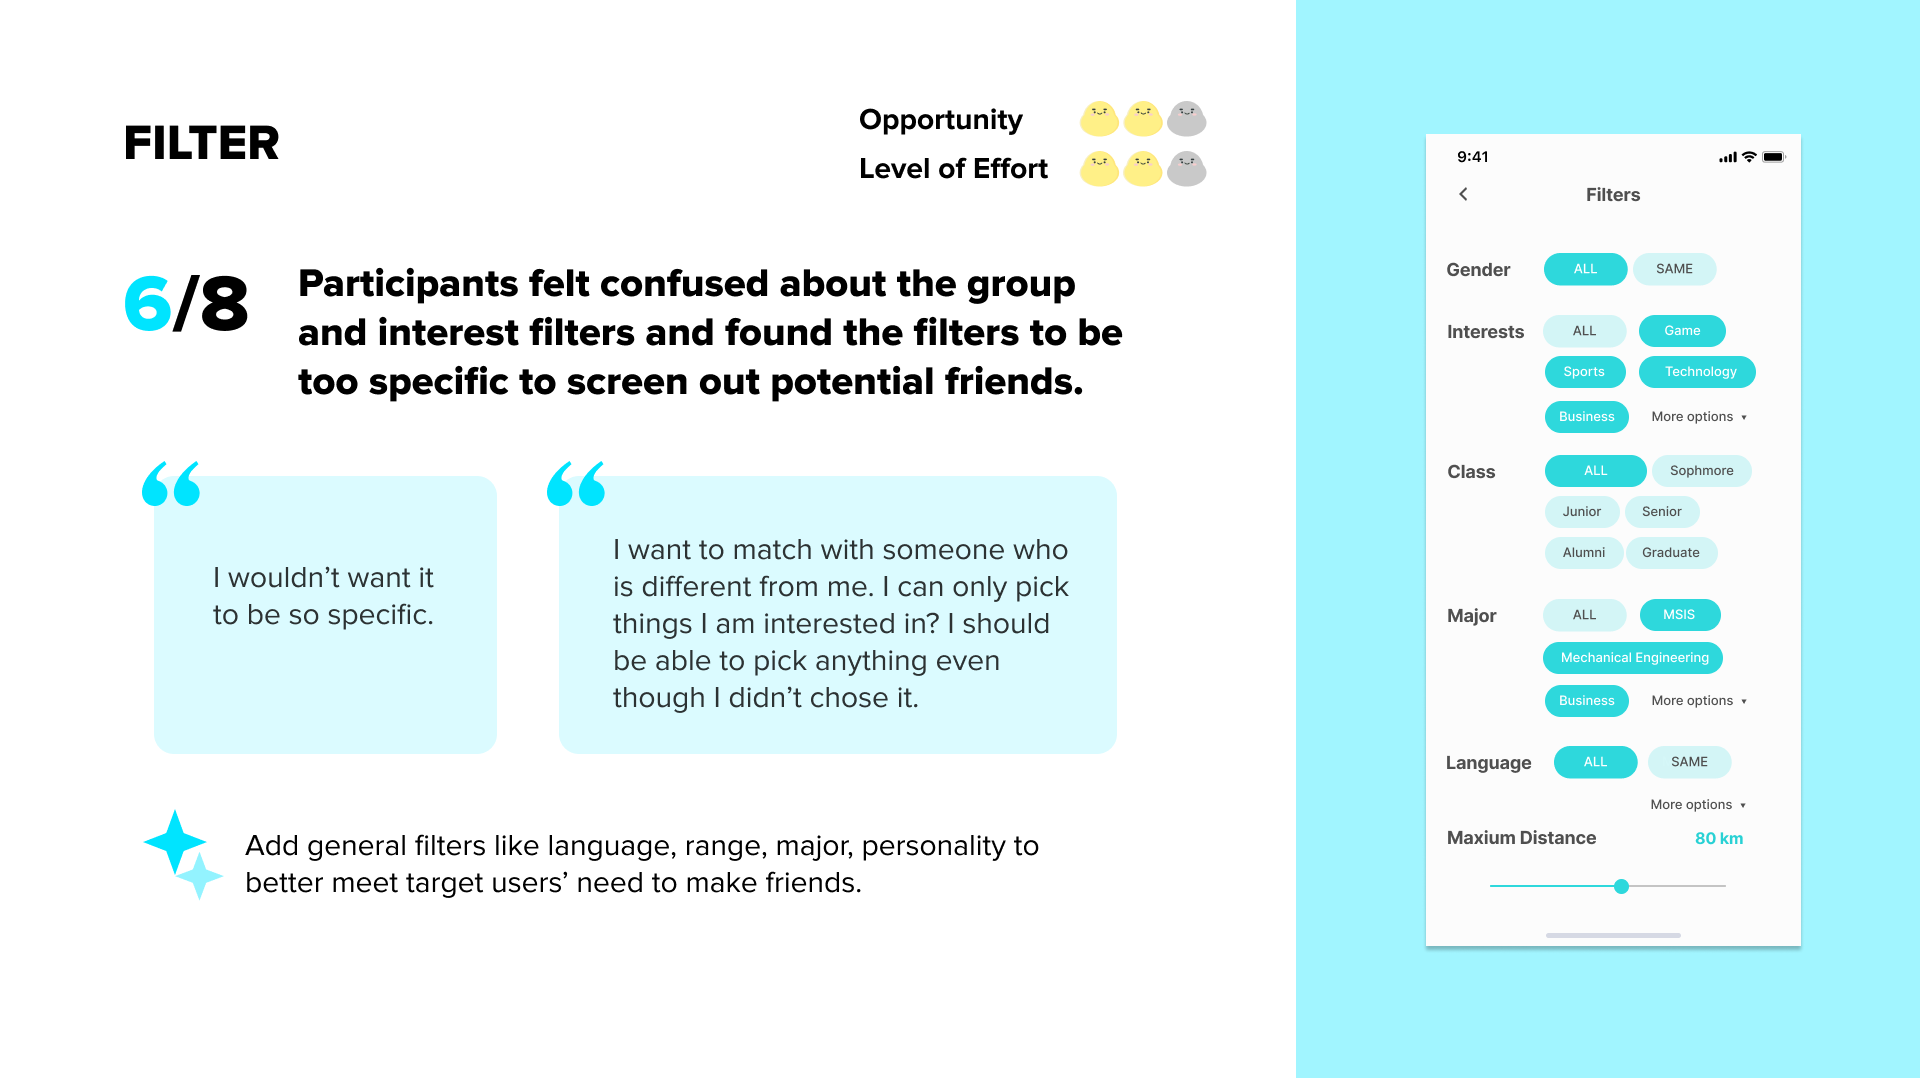 FILTER
Opportunity
Level of Effort
6/8
Participants felt confused about the group
and interest filters and found the filters to be
too specific to screen out potential friends.
“
I wouldn’t want it
to be so specific.
“
I want to match with someone who
is different from me. I can only pick
things I am interested in? I should
be able to pick anything even
though I didn’t chose it.
Add general filters like language, range, major, personality to
better meet target users’ need to make friends.
9:41
Filters
Gender ALL SAME
Interests ALL Game
Sports Technology
Business More options
Class ALL Sophmore
Junior Senior
Alumni Graduate
Major ALL MSIS
Mechanical Engineering
Business More options
Language ALL SAME
More options
Maxium Distance 80 km